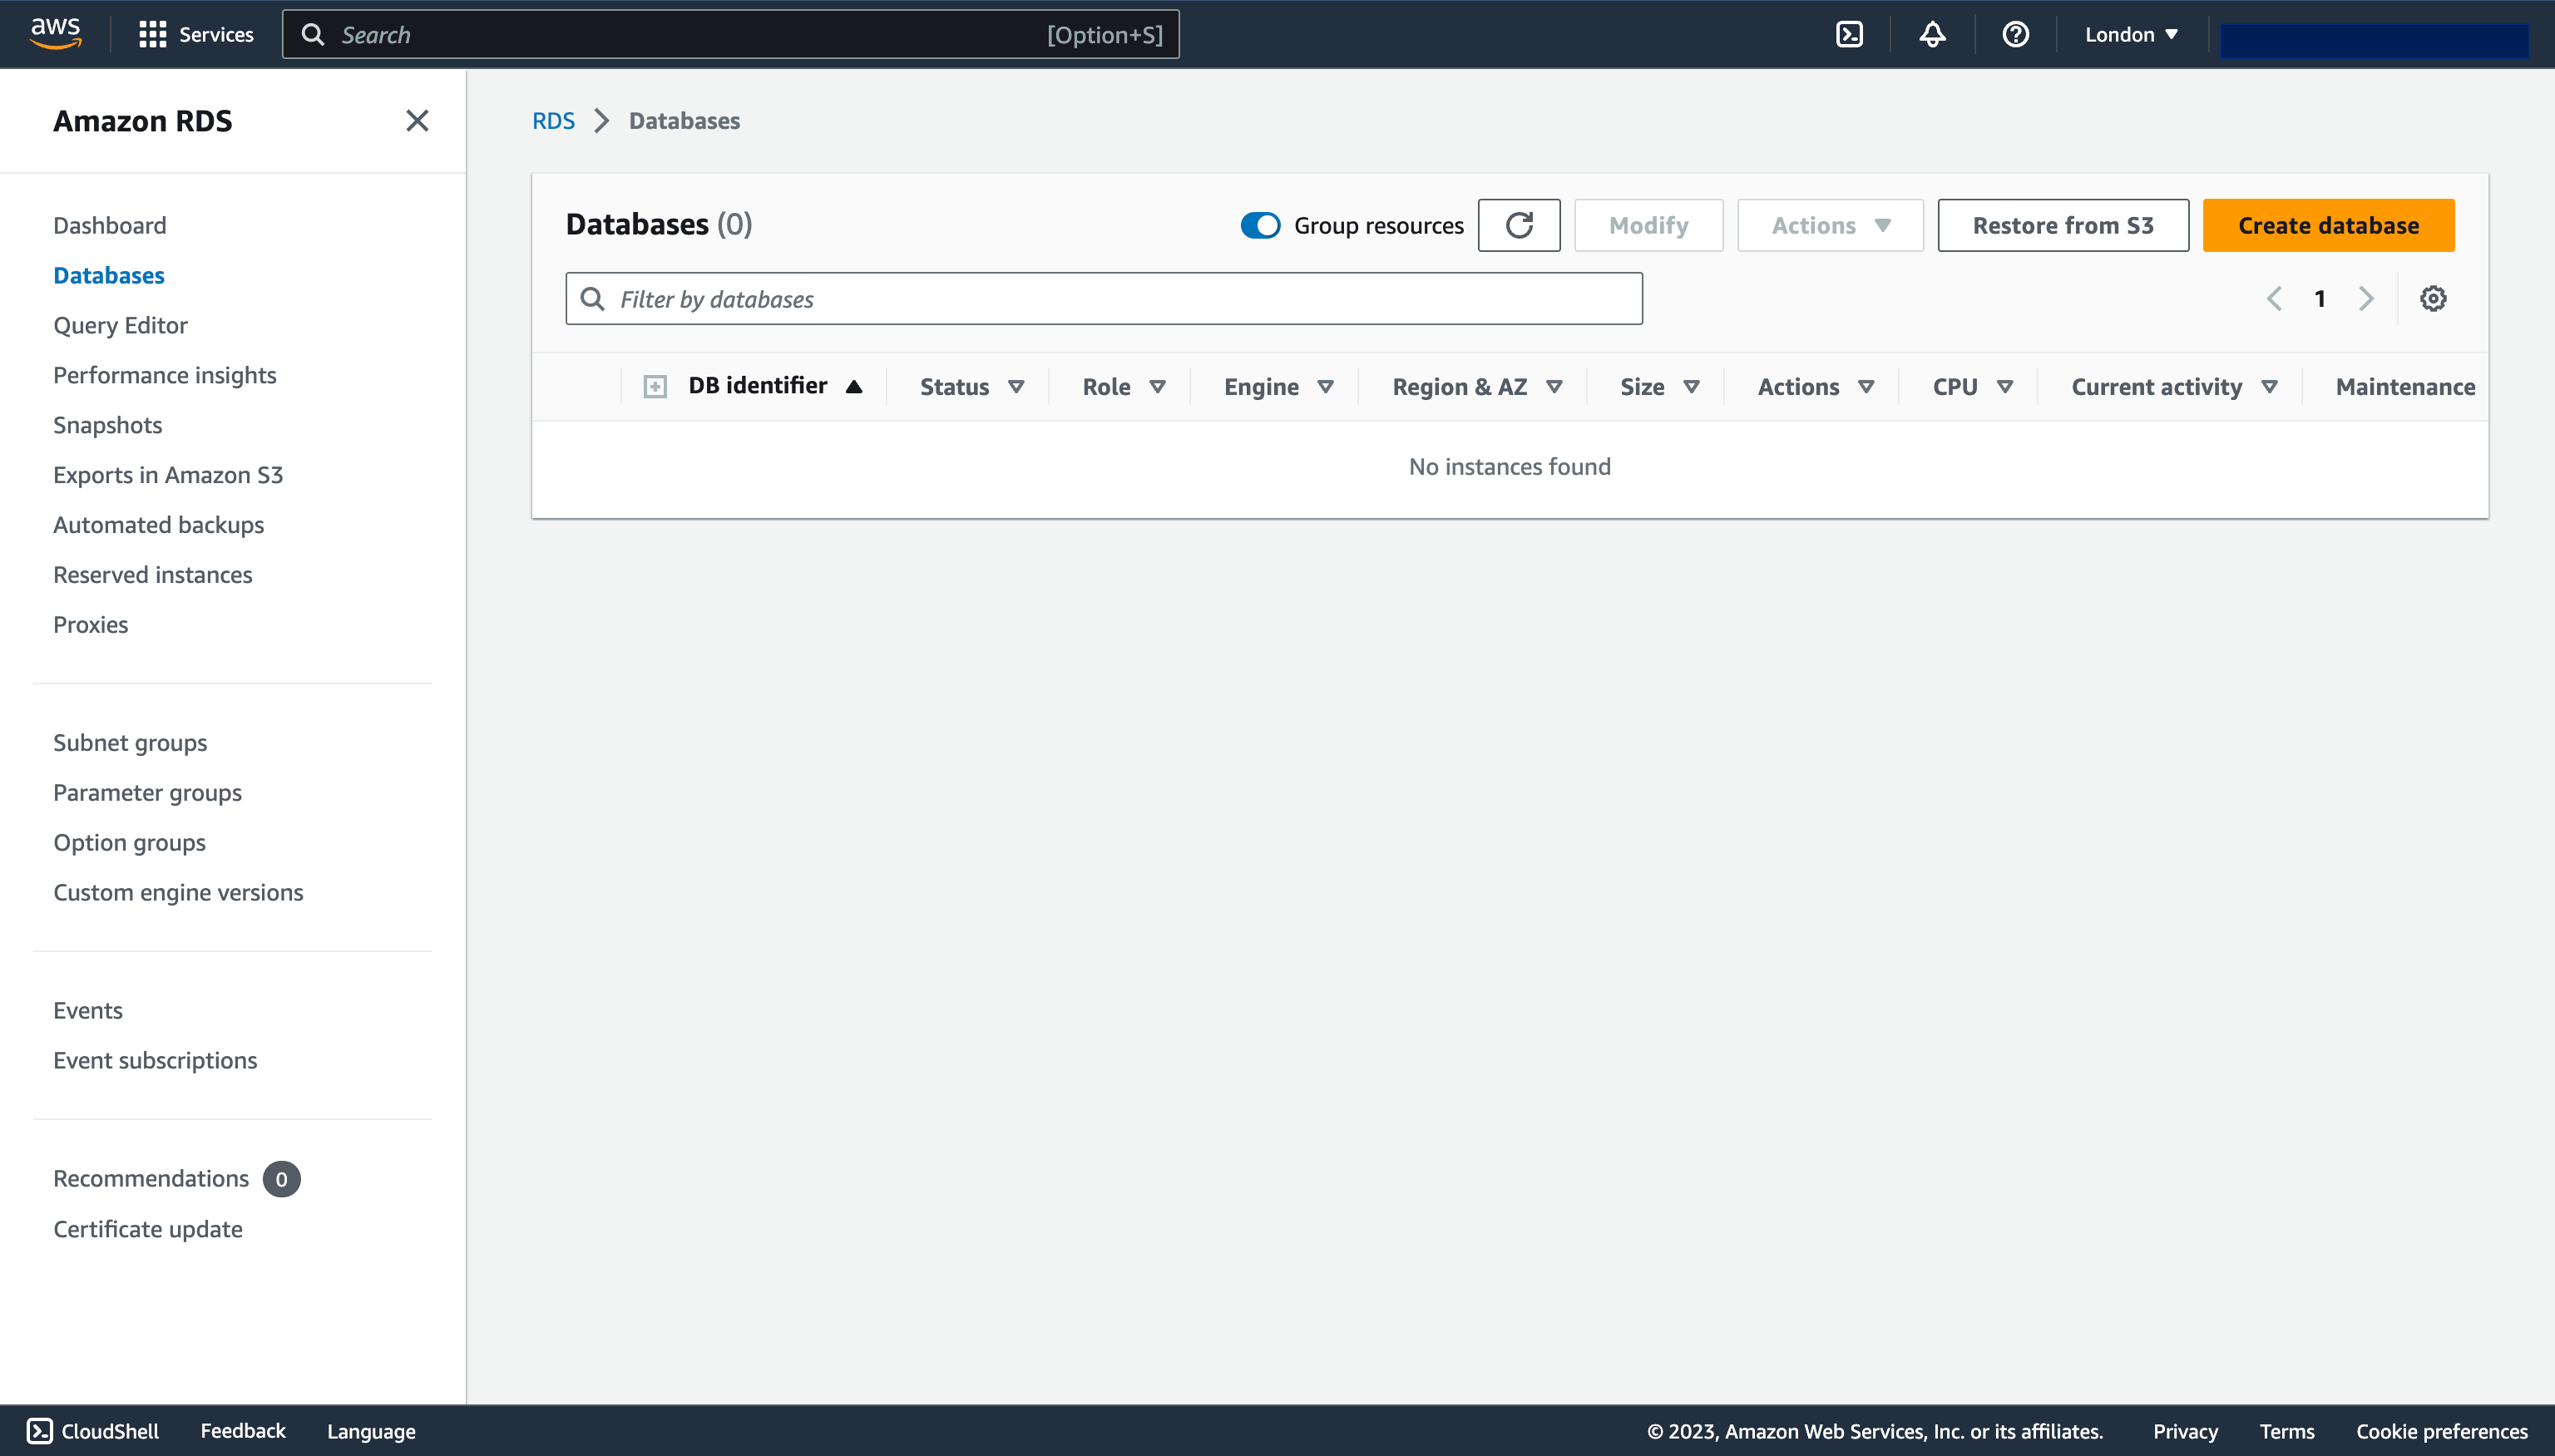 aws Services Search [Option+S] London
Amazon RDS
Dashboard
Databases
Query Editor
Performance insights
Snapshots
Exports in Amazon S3
Automated backups
Reserved instances
Proxies
Subnet groups
Parameter groups
Option groups
Custom engine versions
Events
Event subscriptions
Recommendations 0
Certificate update
RDS Databases
Databases (0) Group resources Modify Actions Restore from S3 Create database
Filter by databases 1
DB identifier Status Role Engine Region & AZ Size Actions CPU Current activity Maintenance
No instances found
CloudShell Feedback Language © 2023, Amazon Web Services, Inc. or its affiliates. Privacy Terms Cookie preferences